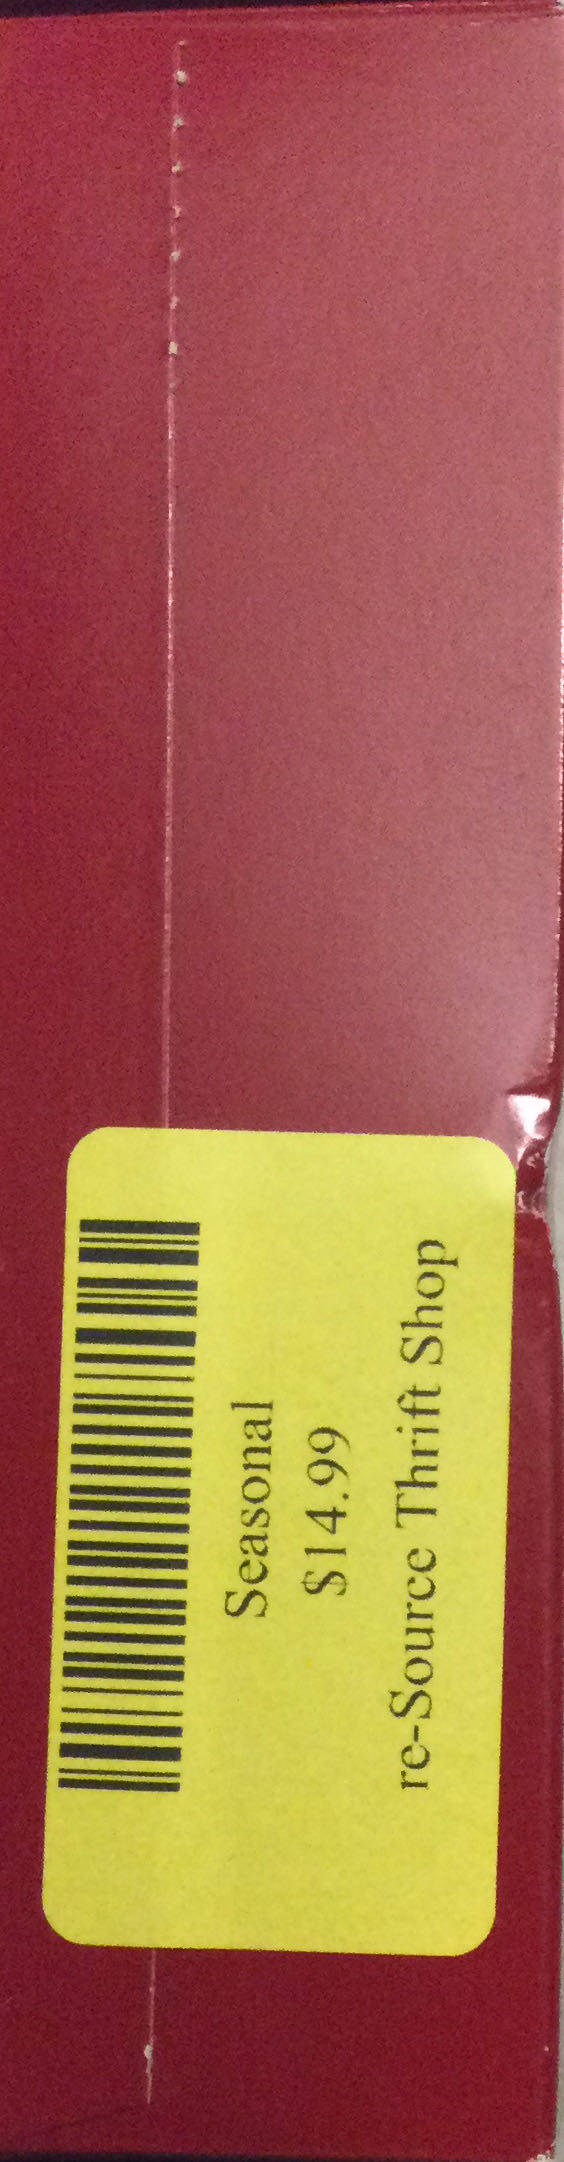 Seasonal
$14.99
re-Source Thrift Shop